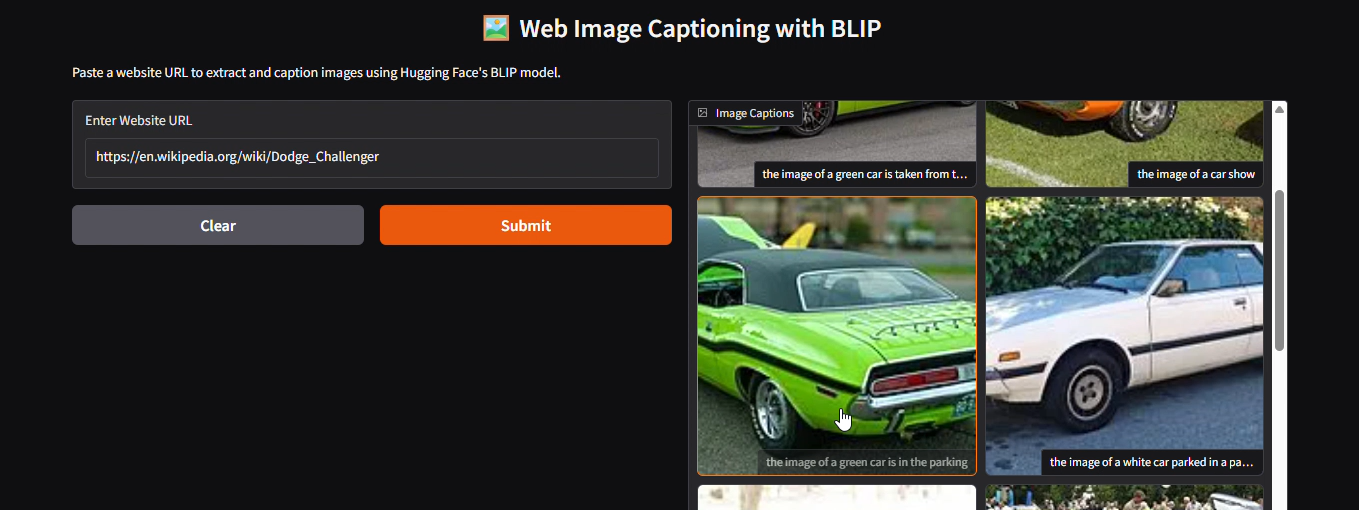 Web Image Captioning with BLIP
Paste a website URL to extract and caption images using Hugging Face's BLIP model.
Enter Website URL
https://en.wikipedia.org/wiki/Dodge_Challenger
Clear
Submit
Image Captions
the image of a green car is taken from t...
the image of a car show
the image of a green car is in the parking
the image of a white car parked in a pa...